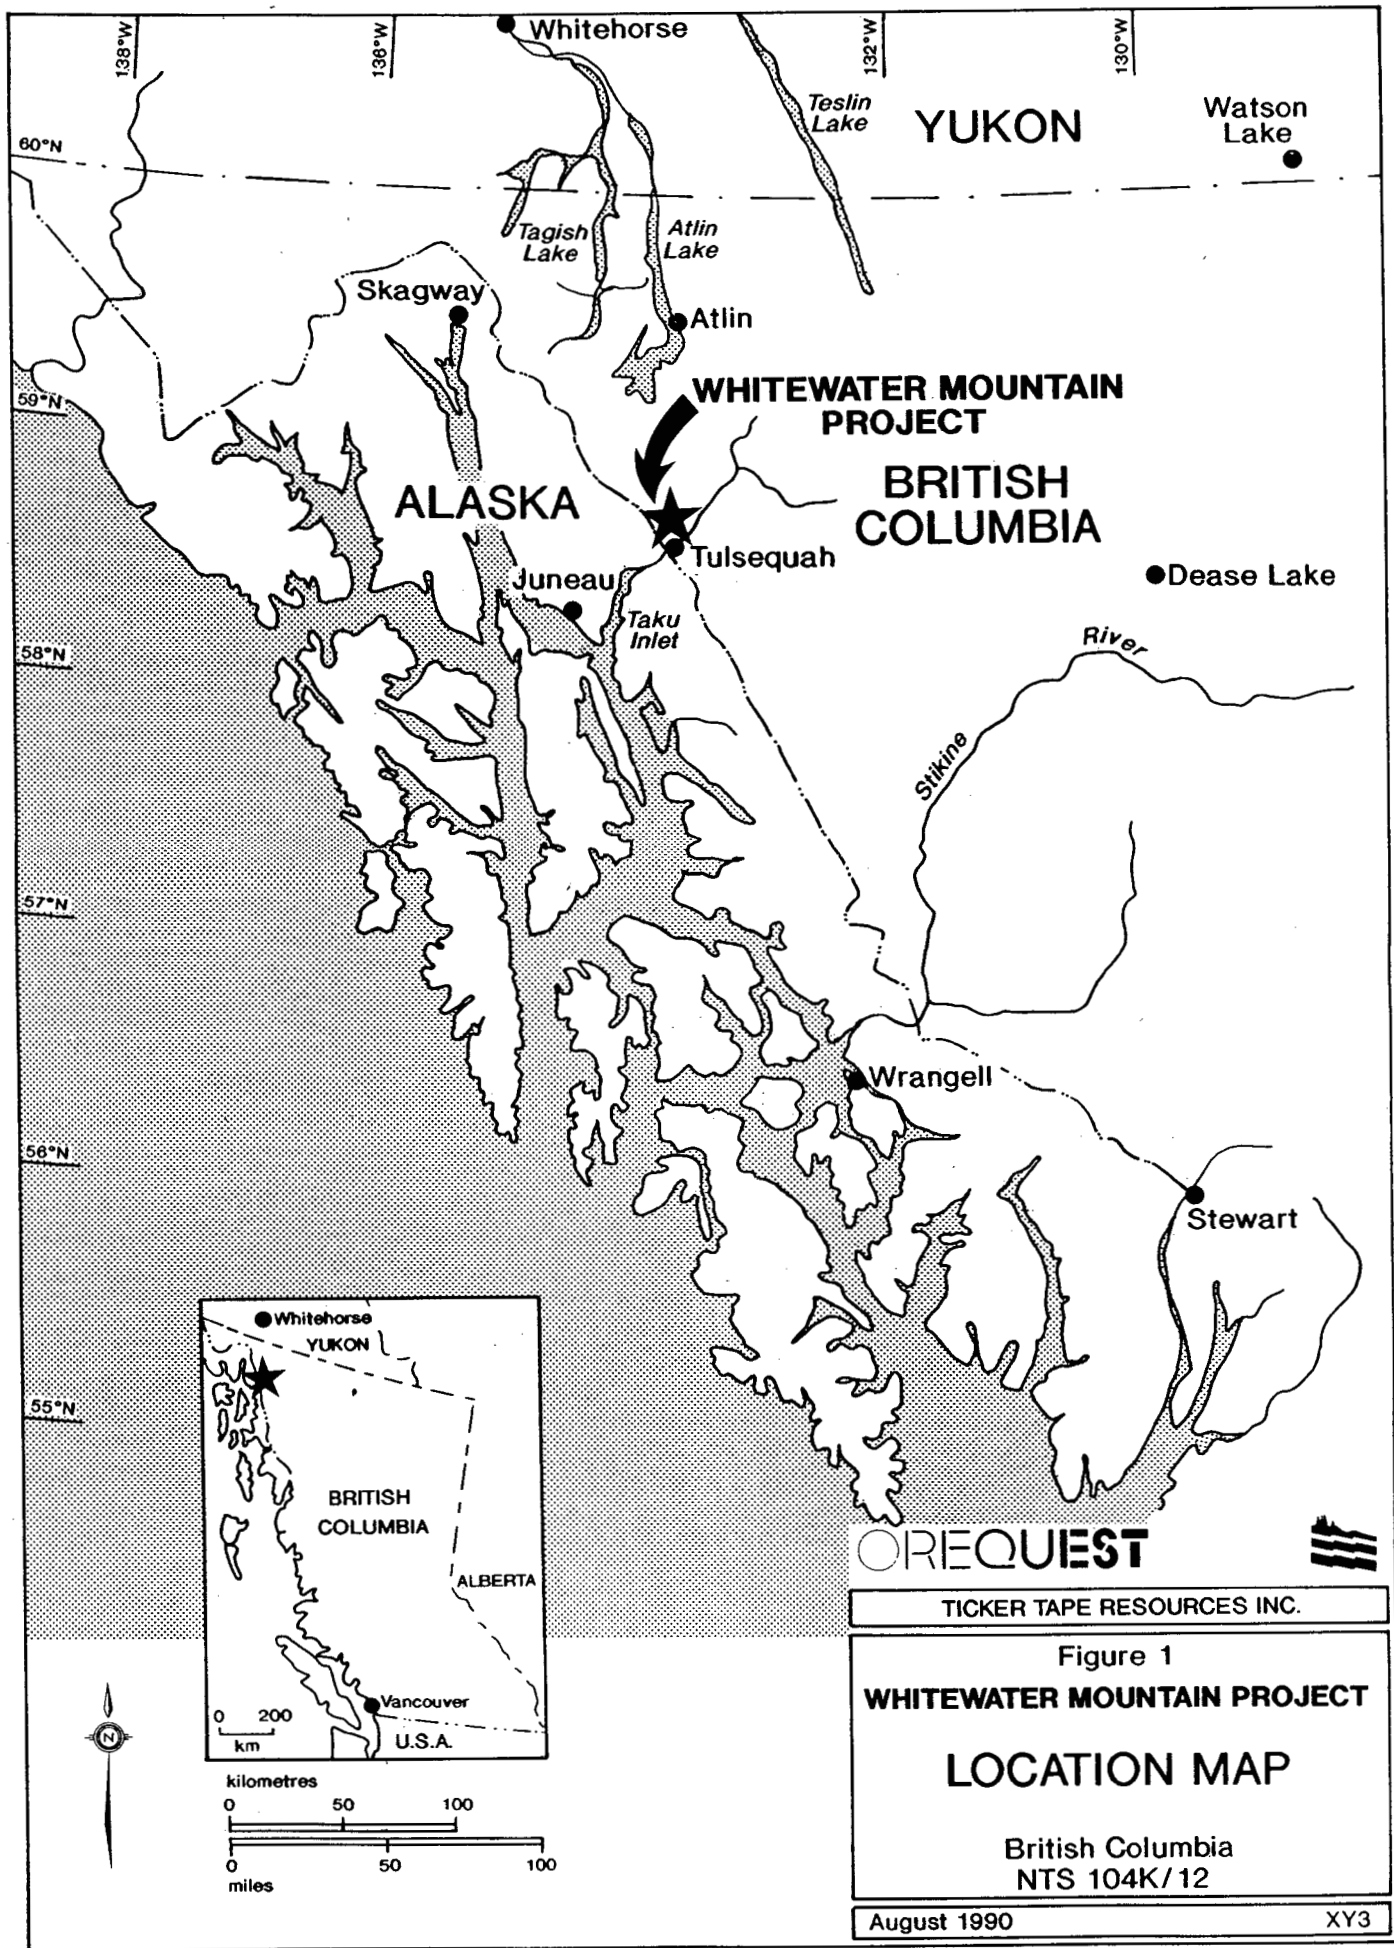 138°W
136°W
132°W
130°W
Whitehorse
Teslin
Lake
YUKON
Watson
Lake
60°N
Tagish
Lake
Atlin
Lake
Skagway
Atlin
59°N
WHITEWATER MOUNTAIN
PROJECT
ALASKA
BRITISH
COLUMBIA
Tulsequah
Juneau
Dease Lake
Taku
Inlet
58°N
River
Stikine
57°N
Wrangell
56°N
Stewart
55°N
Whitehorse
YUKON
BRITISH
COLUMBIA
ALBERTA
Vancouver
0 200
km
U.S.A.
N
kilometres
0 50 100
0 50 100
miles
OREQUEST
TICKER TAPE RESOURCES INC.
Figure 1
WHITEWATER MOUNTAIN PROJECT
LOCATION MAP
British Columbia
NTS 104K/12
August 1990 XY3